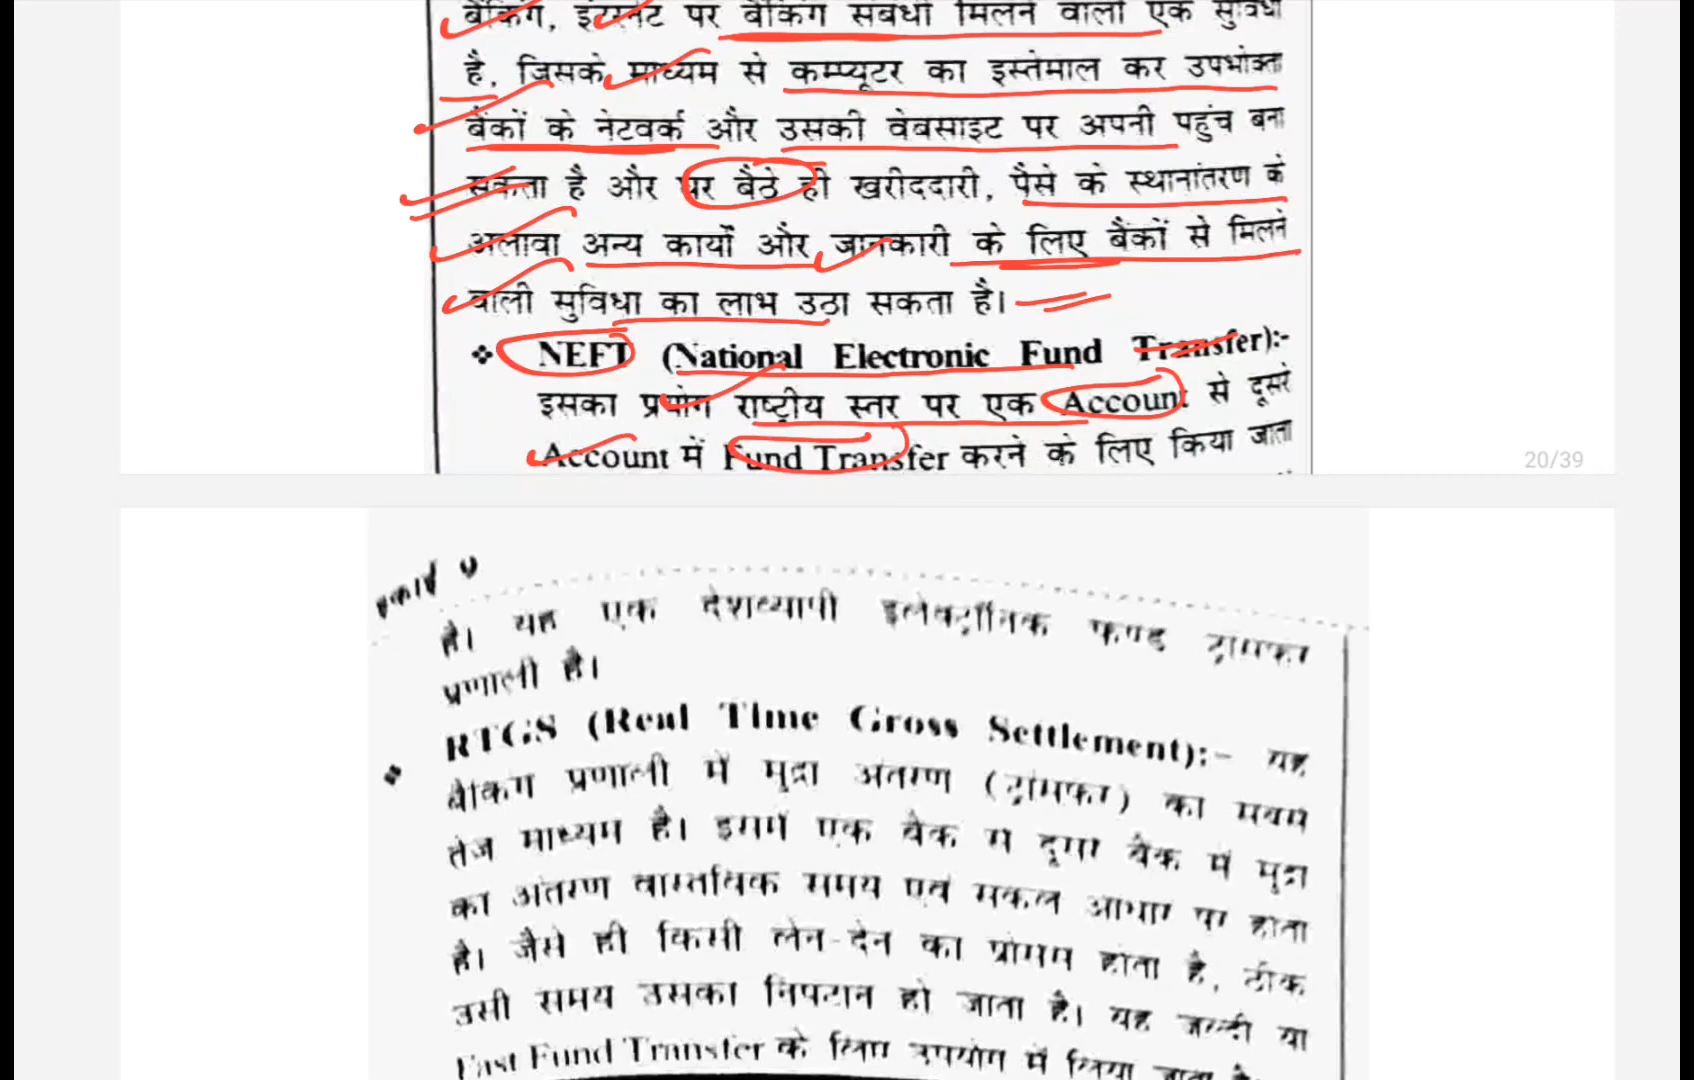 बैंकिंग, इंटरनेट पर बैंकिंग संबंधी मिलने वाली एक सुविधा
है, जिसके माध्यम से कम्प्यूटर का इस्तेमाल कर उपभोक्ता
बैंकों के नेटवर्क और उसकी वेबसाइट पर अपनी पहुंच बना
सकता है और घर बैठे ही खरीददारी, पैसे के स्थानांतरण के
अलावा अन्य कार्यों और जानकारी के लिए बैंकों से मिलने
वाली सुविधा का लाभ उठा सकता है।
❖ NEFT (National Electronic Fund Transfer):-
इसका प्रयोग राष्ट्रीय स्तर पर एक Account से दूसरे
Account में Fund Transfer करने के लिए किया जाता
20/39
है। यह एक देशव्यापी इलेक्ट्रॉनिक फण्ड ट्रांसफर
प्रणाली है।
❖ RTGS (Real Time Gross Settlement):- यह
बैंकिंग प्रणाली में मुद्रा अंतरण (ट्रांसफर) का सबसे
तेज माध्यम है। इसमें एक बैंक से दूसरे बैंक में मुद्रा
का अंतरण वास्तविक समय एवं सकल आधार पर होता
है। जैसे ही किसी लेन-देन का प्रोसेस होता है, ठीक
उसी समय उसका निपटान हो जाता है। यह जल्दी या
Fast Fund Transfer के लिए उपयोग में लिया जाता